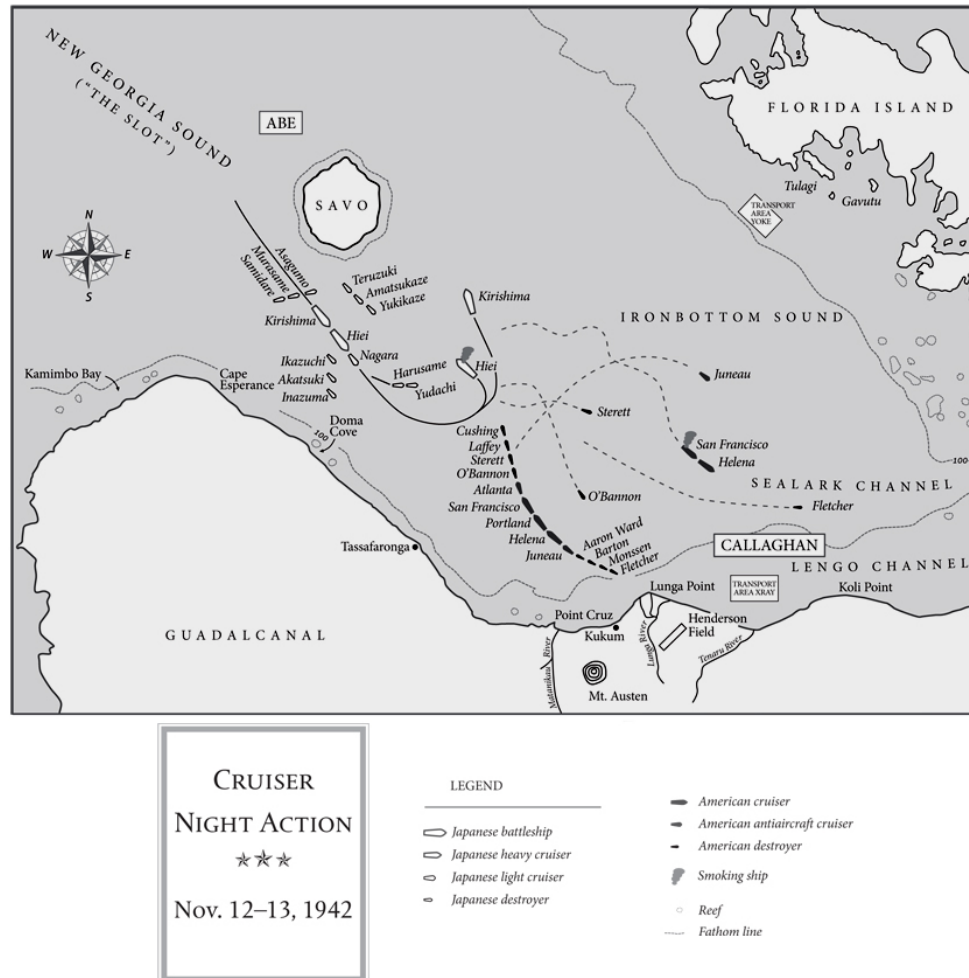 NEW GEORGIA SOUND
("THE SLOT")
ABE
FLORIDA ISLAND
SAVO
Tulagi
Gavutu
TRANSPORT
AREA
YOKE
N
W
E
S
Asagumo
Murasame
Samidare
Teruzuki
Amatsukaze
Yukikaze
Kirishima
Kirishima
IRONBOTTOM SOUND
Hiei
Nagara
Ikazuchi
Akatsuki
Inazuma
Harusame
Yudachi
Hiei
Juneau
Kamimbo Bay
Cape
Esperance
Doma
Cove
100
Sterett
Cushing
Laffey
Sterett
O'Bannon
Atlanta
San Francisco
Portland
Helena
Juneau
Aaron Ward
Barton
Monssen
Fletcher
San Francisco
Helena
100
SEALARK CHANNEL
O'Bannon
Fletcher
Tassafaronga
CALLAGHAN
LENGO CHANNEL
Lunga Point
TRANSPORT
AREA XRAY
Koli Point
GUADALCANAL
Point Cruz
Kukum
Henderson
Field
Matanikau River
Lunga River
Tenaru River
Mt. Austen
CRUISER
NIGHT ACTION
Nov. 12–13, 1942
LEGEND
Japanese battleship
Japanese heavy cruiser
Japanese light cruiser
Japanese destroyer
American cruiser
American antiaircraft cruiser
American destroyer
Smoking ship
Reef
Fathom line